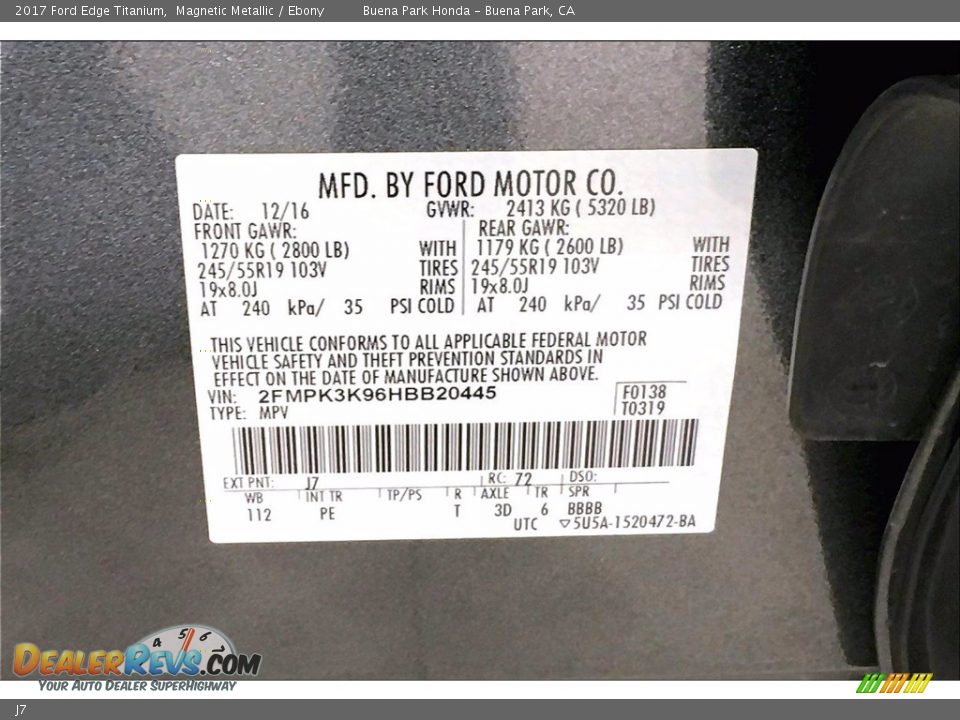 2017 Ford Edge Titanium, Magnetic Metallic / Ebony Buena Park Honda – Buena Park, CA
MFD. BY FORD MOTOR CO.
DATE: 12/16 GVWR: 2413 KG ( 5320 LB)
FRONT GAWR: REAR GAWR:
1270 KG ( 2800 LB) WITH 1179 KG ( 2600 LB) WITH
245/55R19 103V TIRES 245/55R19 103V TIRES
19x8.0J RIMS 19x8.0J RIMS
AT 240 kPa/ 35 PSI COLD AT 240 kPa/ 35 PSI COLD
THIS VEHICLE CONFORMS TO ALL APPLICABLE FEDERAL MOTOR
VEHICLE SAFETY AND THEFT PREVENTION STANDARDS IN
EFFECT ON THE DATE OF MANUFACTURE SHOWN ABOVE.
VIN: 2FMPK3K96HBB20445 F0138
TYPE: MPV T0319
EXT PNT: J7 RC: 72 DSO:
WB INT TR TP/PS R AXLE TR SPR
112 PE T 3D 6 BBBB
UTC ▽5U5A-1520472-BA
4 5 6
DEALERREVS.COM
YOUR AUTO DEALER SUPERHIGHWAY
J7